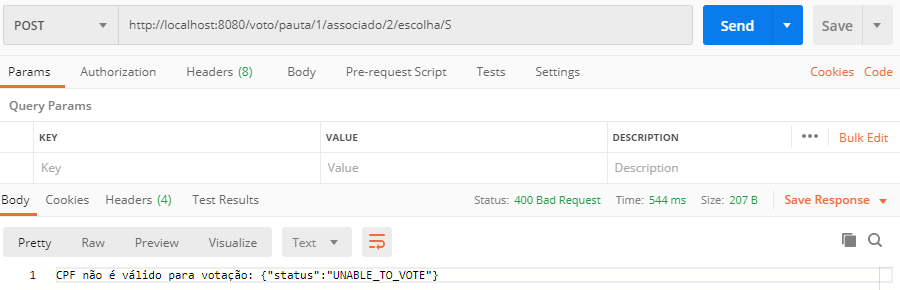 POST http://localhost:8080/voto/pauta/1/associado/2/escolha/S Send Save
Params Authorization Headers (8) Body Pre-request Script Tests Settings Cookies Code
Query Params
KEY VALUE DESCRIPTION ••• Bulk Edit
Key Value Description
Body Cookies Headers (4) Test Results Status: 400 Bad Request Time: 544 ms Size: 207 B Save Response
Pretty Raw Preview Visualize Text
1 CPF não é válido para votação: {"status":"UNABLE_TO_VOTE"}